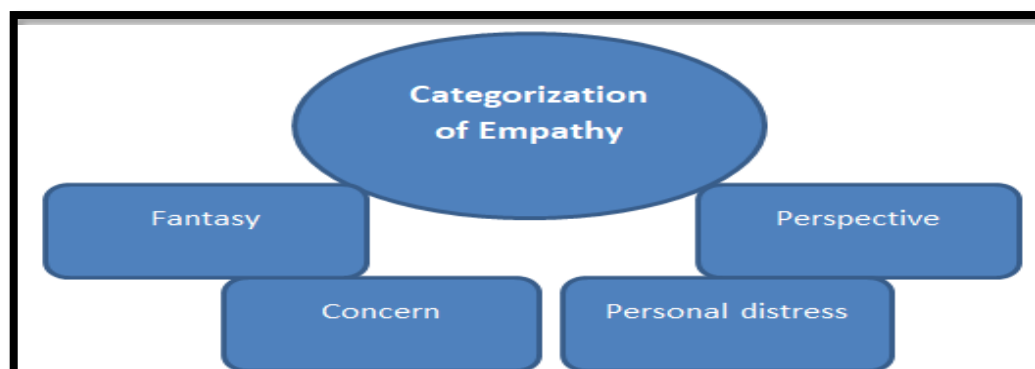 Categorization
of Empathy
Fantasy
Perspective
Concern
Personal distress